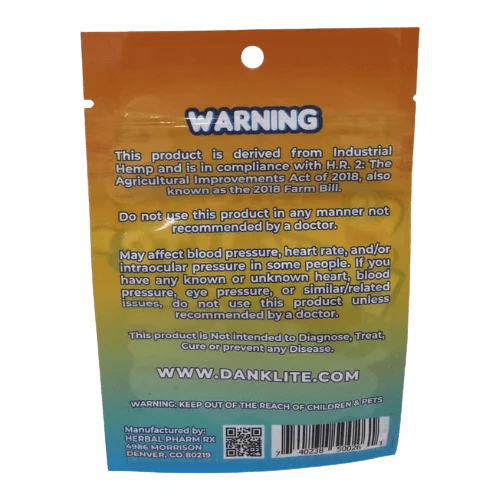 WARNING
This product is derived from Industrial
Hemp and is in compliance with H.R. 2: The
Agricultural Improvements Act of 2018, also
known as the 2018 Farm Bill.
Do not use this product in any manner not
recommended by a doctor.
May affect blood pressure, heart rate, and/or
intraocular pressure in some people. If you
have any known or unknown heart, blood
pressure, eye pressure, or similar/related
issues, do not use this product unless
recommended by a doctor.
This product is Not intended to Diagnose, Treat,
Cure or prevent any Disease.
WWW.DANKLITE.COM
WARNING: KEEP OUT OF THE REACH OF CHILDREN & PETS
Manufactured by:
HERBAL PHARM RX
4986 MORRISON
DENVER, CO 80219
7 40238 50026 1